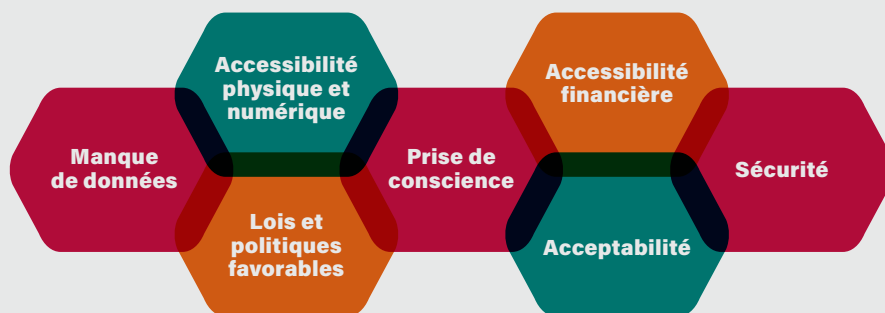 Manque
de données
Accessibilité
physique et
numérique
Lois et
politiques
favorables
Prise de
conscience
Accessibilité
financière
Acceptabilité
Sécurité